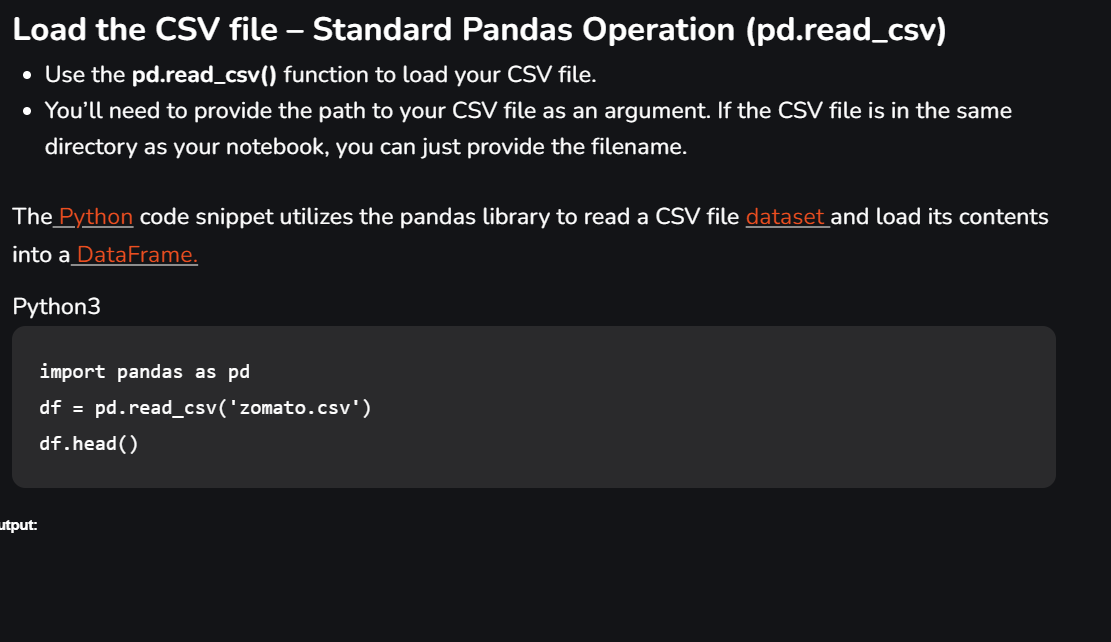 Load the CSV file – Standard Pandas Operation (pd.read_csv)
• Use the pd.read_csv() function to load your CSV file.
• You’ll need to provide the path to your CSV file as an argument. If the CSV file is in the same
directory as your notebook, you can just provide the filename.
The Python code snippet utilizes the pandas library to read a CSV file dataset and load its contents
into a DataFrame.
Python3
import pandas as pd
df = pd.read_csv('zomato.csv')
df.head()
utput: